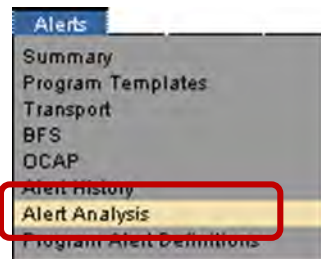 Alerts
Summary
Program Templates
Transport
BFS
OCAP
Alert History
Alert Analysis
Program Alert Definitions